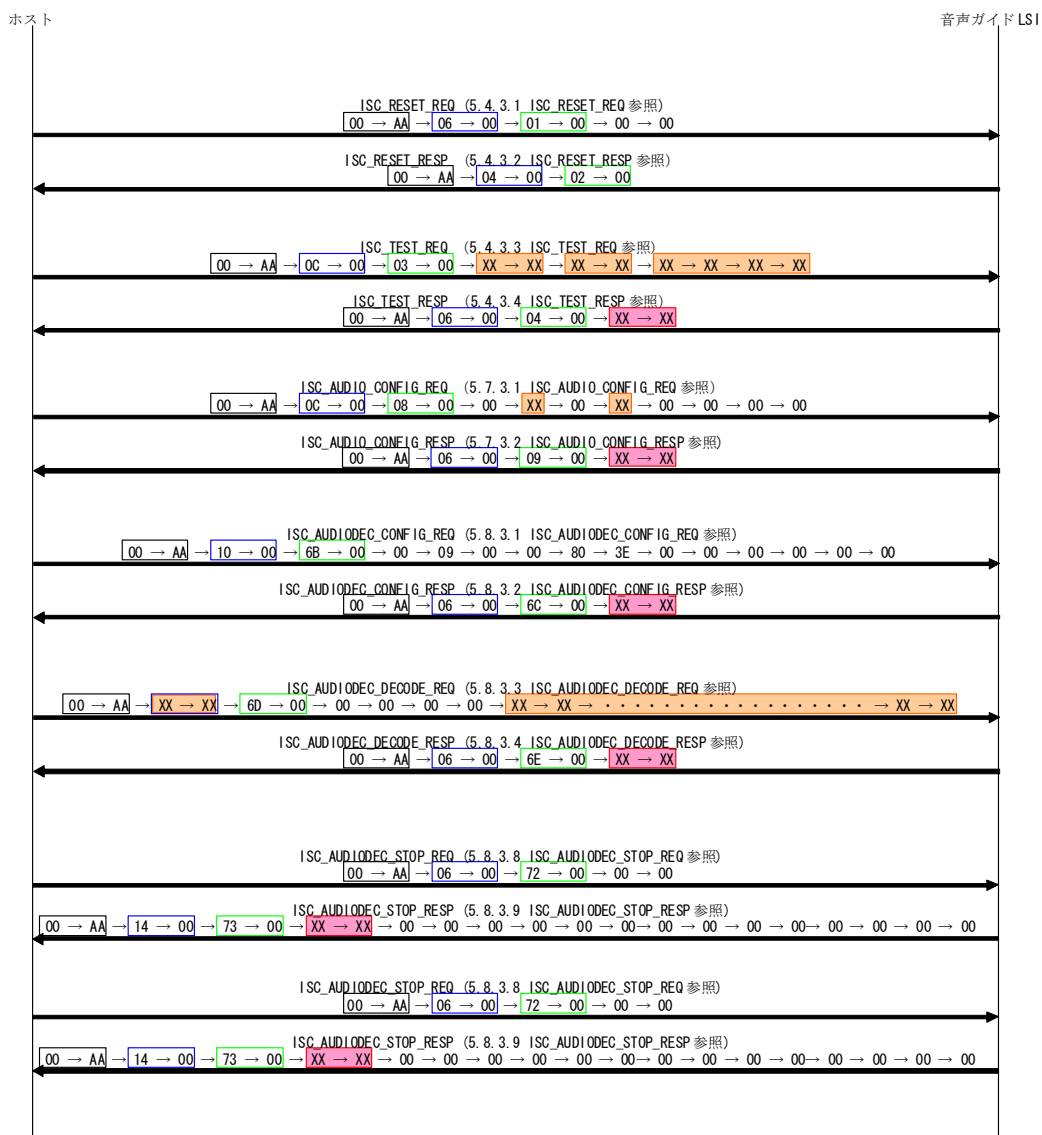 ホスト
音声ガイド LSI
ISC_RESET_REQ (5.4.3.1 ISC_RESET_REQ 参照)
00 → AA → 06 → 00 → 01 → 00 → 00 → 00
ISC_RESET_RESP (5.4.3.2 ISC_RESET_RESP 参照)
00 → AA → 04 → 00 → 02 → 00
ISC_TEST_REQ (5.4.3.3 ISC_TEST_REQ 参照)
00 → AA → 0C → 00 → 03 → 00 → XX → XX → XX → XX → XX → XX → XX → XX
ISC_TEST_RESP (5.4.3.4 ISC_TEST_RESP 参照)
00 → AA → 06 → 00 → 04 → 00 → XX → XX
ISC_AUDIO_CONFIG_REQ (5.7.3.1 ISC_AUDIO_CONFIG_REQ 参照)
00 → AA → 0C → 00 → 08 → 00 → 00 → XX → 00 → XX → 00 → 00 → 00 → 00
ISC_AUDIO_CONFIG_RESP (5.7.3.2 ISC_AUDIO_CONFIG_RESP 参照)
00 → AA → 06 → 00 → 09 → 00 → XX → XX
ISC_AUDIODEC_CONFIG_REQ (5.8.3.1 ISC_AUDIODEC_CONFIG_REQ 参照)
00 → AA → 10 → 00 → 6B → 00 → 00 → 09 → 00 → 00 → 80 → 3E → 00 → 00 → 00 → 00 → 00 → 00
ISC_AUDIODEC_CONFIG_RESP (5.8.3.2 ISC_AUDIODEC_CONFIG_RESP 参照)
00 → AA → 06 → 00 → 6C → 00 → XX → XX
ISC_AUDIODEC_DECODE_REQ (5.8.3.3 ISC_AUDIODEC_DECODE_REQ 参照)
00 → AA → XX → XX → 6D → 00 → 00 → 00 → 00 → 00 → XX → XX → ・・・・・・・・・・・・・・・・・・ → XX → XX
ISC_AUDIODEC_DECODE_RESP (5.8.3.4 ISC_AUDIODEC_DECODE_RESP 参照)
00 → AA → 06 → 00 → 6E → 00 → XX → XX
ISC_AUDIODEC_STOP_REQ (5.8.3.8 ISC_AUDIODEC_STOP_REQ 参照)
00 → AA → 06 → 00 → 72 → 00 → 00 → 00
ISC_AUDIODEC_STOP_RESP (5.8.3.9 ISC_AUDIODEC_STOP_RESP 参照)
00 → AA → 14 → 00 → 73 → 00 → XX → XX → 00 → 00 → 00 → 00 → 00 → 00→ 00 → 00 → 00 → 00→ 00 → 00 → 00 → 00
ISC_AUDIODEC_STOP_REQ (5.8.3.8 ISC_AUDIODEC_STOP_REQ 参照)
00 → AA → 06 → 00 → 72 → 00 → 00 → 00
ISC_AUDIODEC_STOP_RESP (5.8.3.9 ISC_AUDIODEC_STOP_RESP 参照)
00 → AA → 14 → 00 → 73 → 00 → XX → XX → 00 → 00 → 00 → 00 → 00 → 00→ 00 → 00 → 00 → 00→ 00 → 00 → 00 → 00